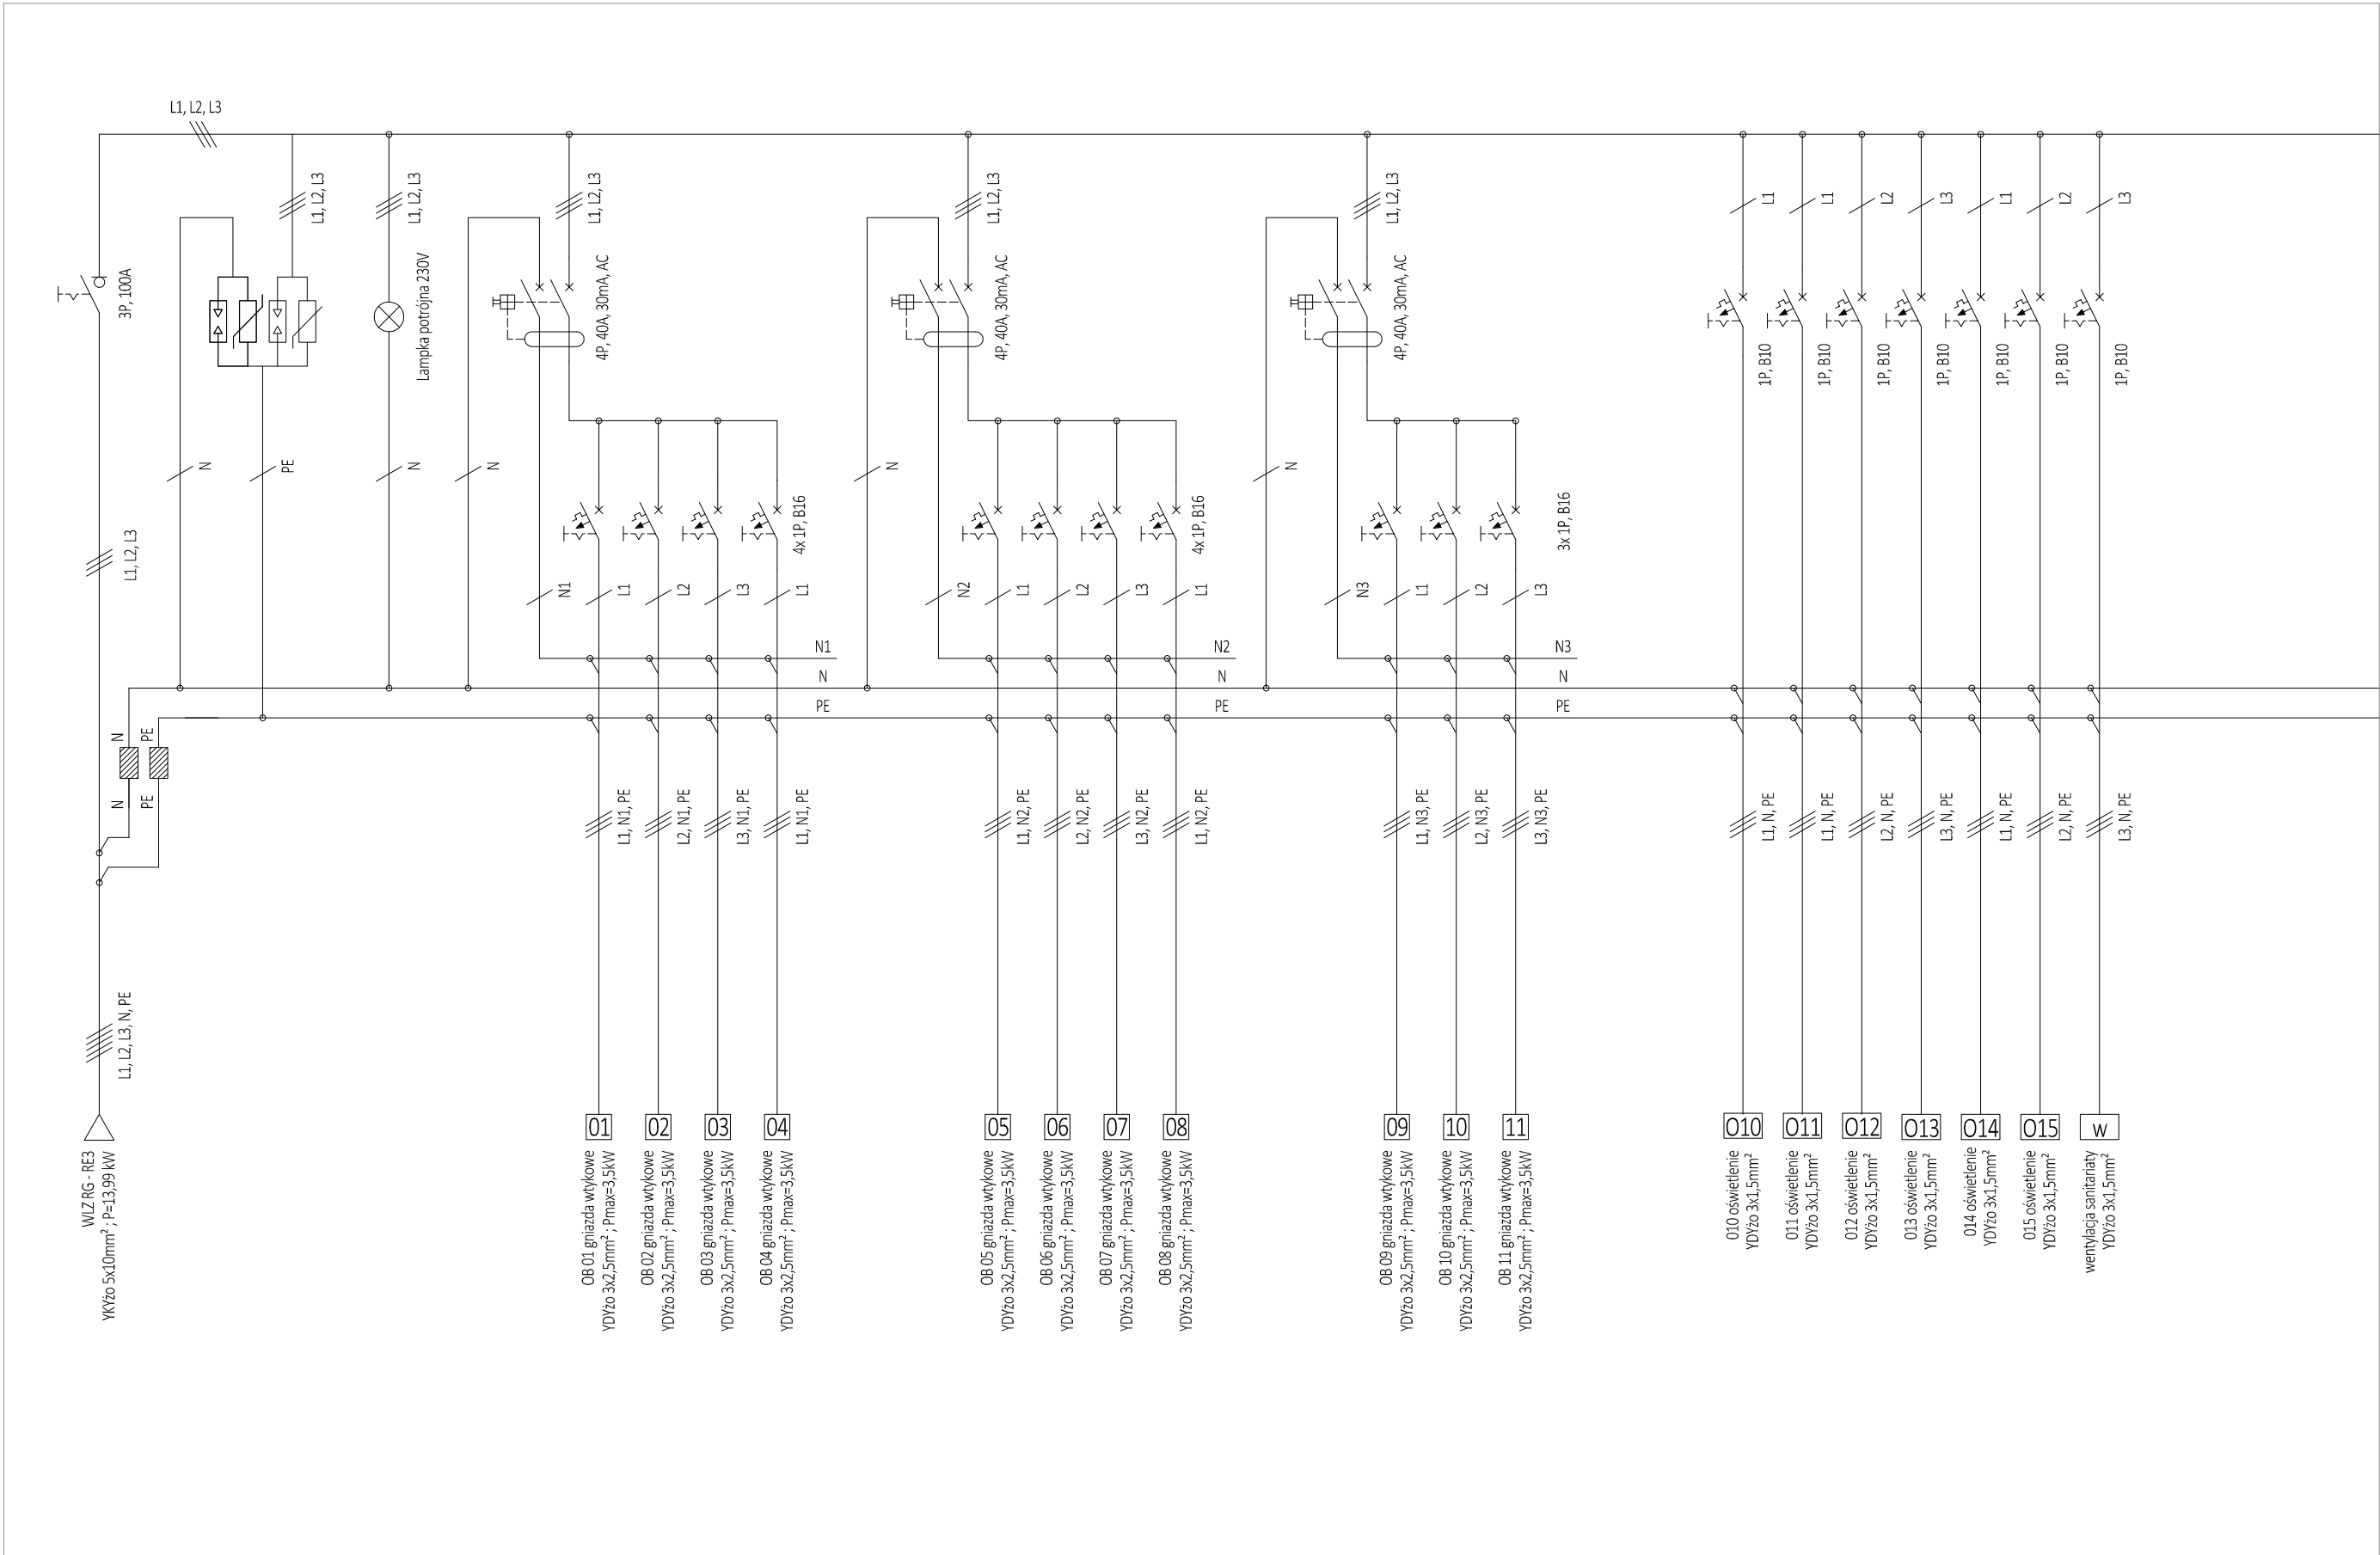 L1, L2, L3
L1, L2, L3
L1, L2, L3
L1, L2, L3
L1, L2, L3
L1, L2, L3
L1
L1
L2
L3
L1
L2
L3
3P, 100A
Lampka potrójna 230V
4P, 40A, 30mA, AC
4P, 40A, 30mA, AC
4P, 40A, 30mA, AC
1P, B10
1P, B10
1P, B10
1P, B10
1P, B10
1P, B10
1P, B10
N
PE
N
N
N
N
L1, L2, L3
4x 1P, B16
4x 1P, B16
3x 1P, B16
N1
L1
L2
L3
L1
N2
L1
L2
L3
L1
N3
L1
L2
L3
N1
N2
N3
N
N
N
PE
PE
PE
N
PE
N
PE
L1, N1, PE
L2, N1, PE
L3, N1, PE
L1, N1, PE
L1, N2, PE
L2, N2, PE
L3, N2, PE
L1, N2, PE
L1, N3, PE
L2, N3, PE
L3, N3, PE
L1, N, PE
L1, N, PE
L2, N, PE
L3, N, PE
L1, N, PE
L2, N, PE
L3, N, PE
L1, L2, L3, N, PE
01
02
03
04
05
06
07
08
09
10
11
O10
O11
O12
O13
O14
O15
w
WLZ RG - RE3
YKYżo 5x10mm² ; P=13,99 kW
OB 01 gniazda wtykowe
YDYżo 3x2,5mm² ; Pmax=3,5kW
OB 02 gniazda wtykowe
YDYżo 3x2,5mm² ; Pmax=3,5kW
OB 03 gniazda wtykowe
YDYżo 3x2,5mm² ; Pmax=3,5kW
OB 04 gniazda wtykowe
YDYżo 3x2,5mm² ; Pmax=3,5kW
OB 05 gniazda wtykowe
YDYżo 3x2,5mm² ; Pmax=3,5kW
OB 06 gniazda wtykowe
YDYżo 3x2,5mm² ; Pmax=3,5kW
OB 07 gniazda wtykowe
YDYżo 3x2,5mm² ; Pmax=3,5kW
OB 08 gniazda wtykowe
YDYżo 3x2,5mm² ; Pmax=3,5kW
OB 09 gniazda wtykowe
YDYżo 3x2,5mm² ; Pmax=3,5kW
OB 10 gniazda wtykowe
YDYżo 3x2,5mm² ; Pmax=3,5kW
OB 11 gniazda wtykowe
YDYżo 3x2,5mm² ; Pmax=3,5kW
010 oświetlenie
YDYżo 3x1,5mm²
011 oświetlenie
YDYżo 3x1,5mm²
012 oświetlenie
YDYżo 3x1,5mm²
013 oświetlenie
YDYżo 3x1,5mm²
014 oświetlenie
YDYżo 3x1,5mm²
015 oświetlenie
YDYżo 3x1,5mm²
wentylacja sanitariaty
YDYżo 3x1,5mm²